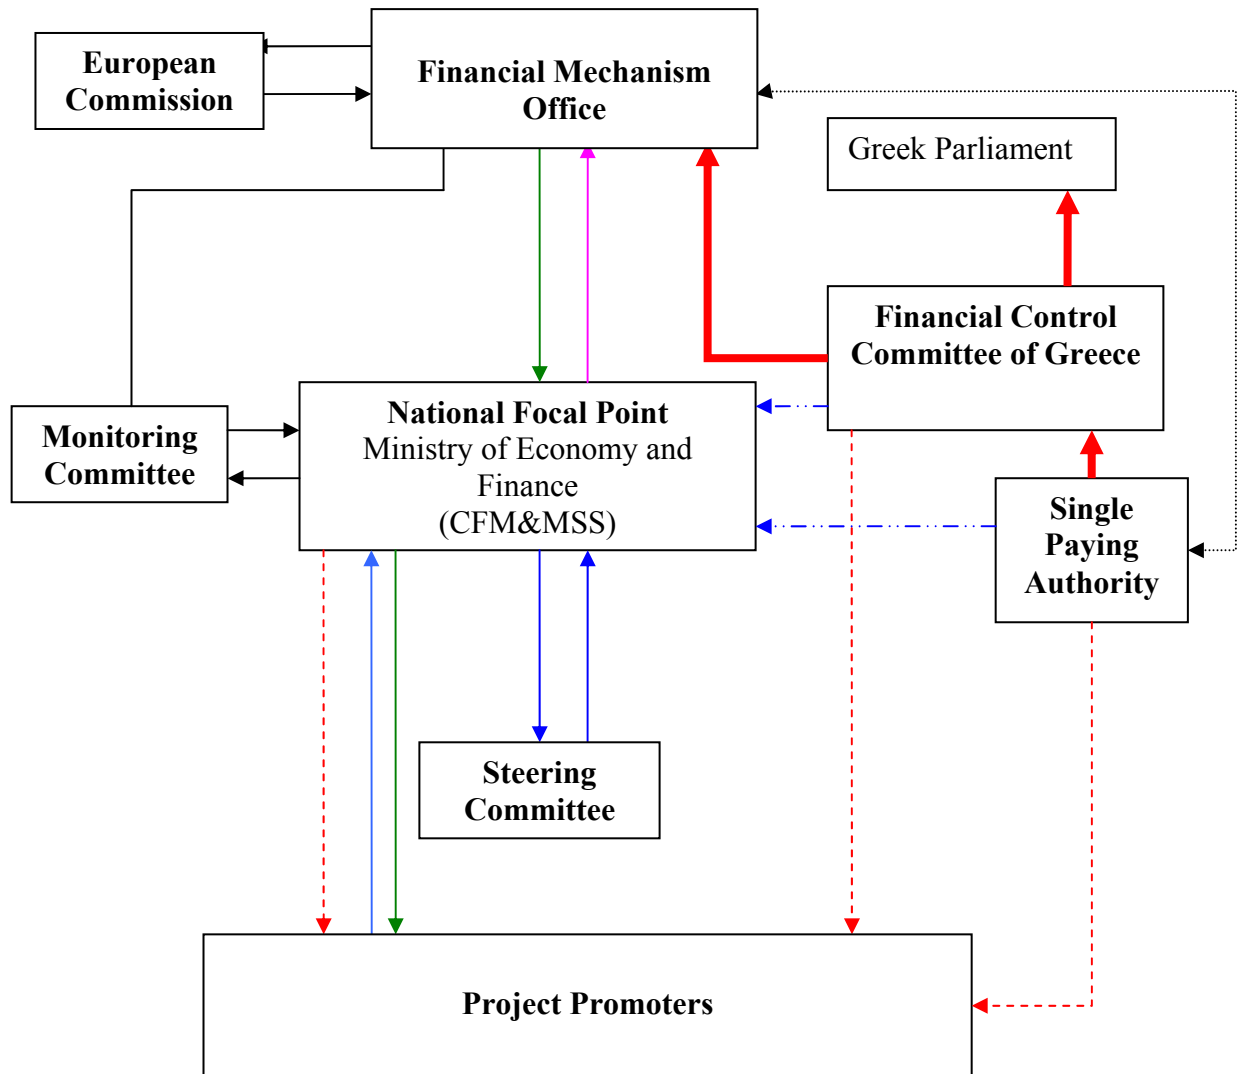 European
Commission
Financial Mechanism
Office
Greek Parliament
Financial Control
Committee of Greece
National Focal Point
Ministry of Economy and
Finance
(CFM&MSS)
Monitoring
Committee
Single
Paying
Authority
Steering
Committee
Project Promoters